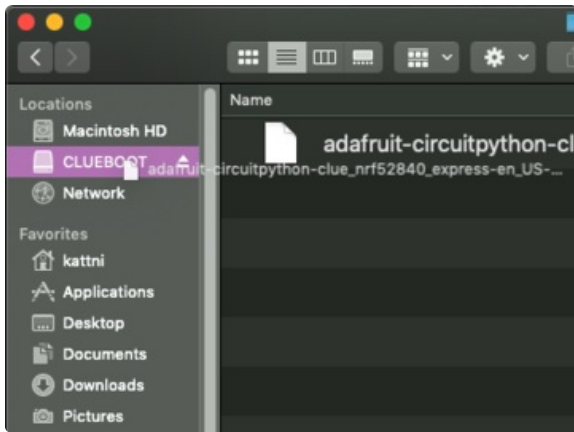 Locations
Name
Macintosh HD
adafruit-circuitpython-cl
CLUEBOOT
adafruit-circuitpython-clue_nrf52840_express-en_US-...
Network
Favorites
kattni
Applications
Desktop
Documents
Downloads
Pictures